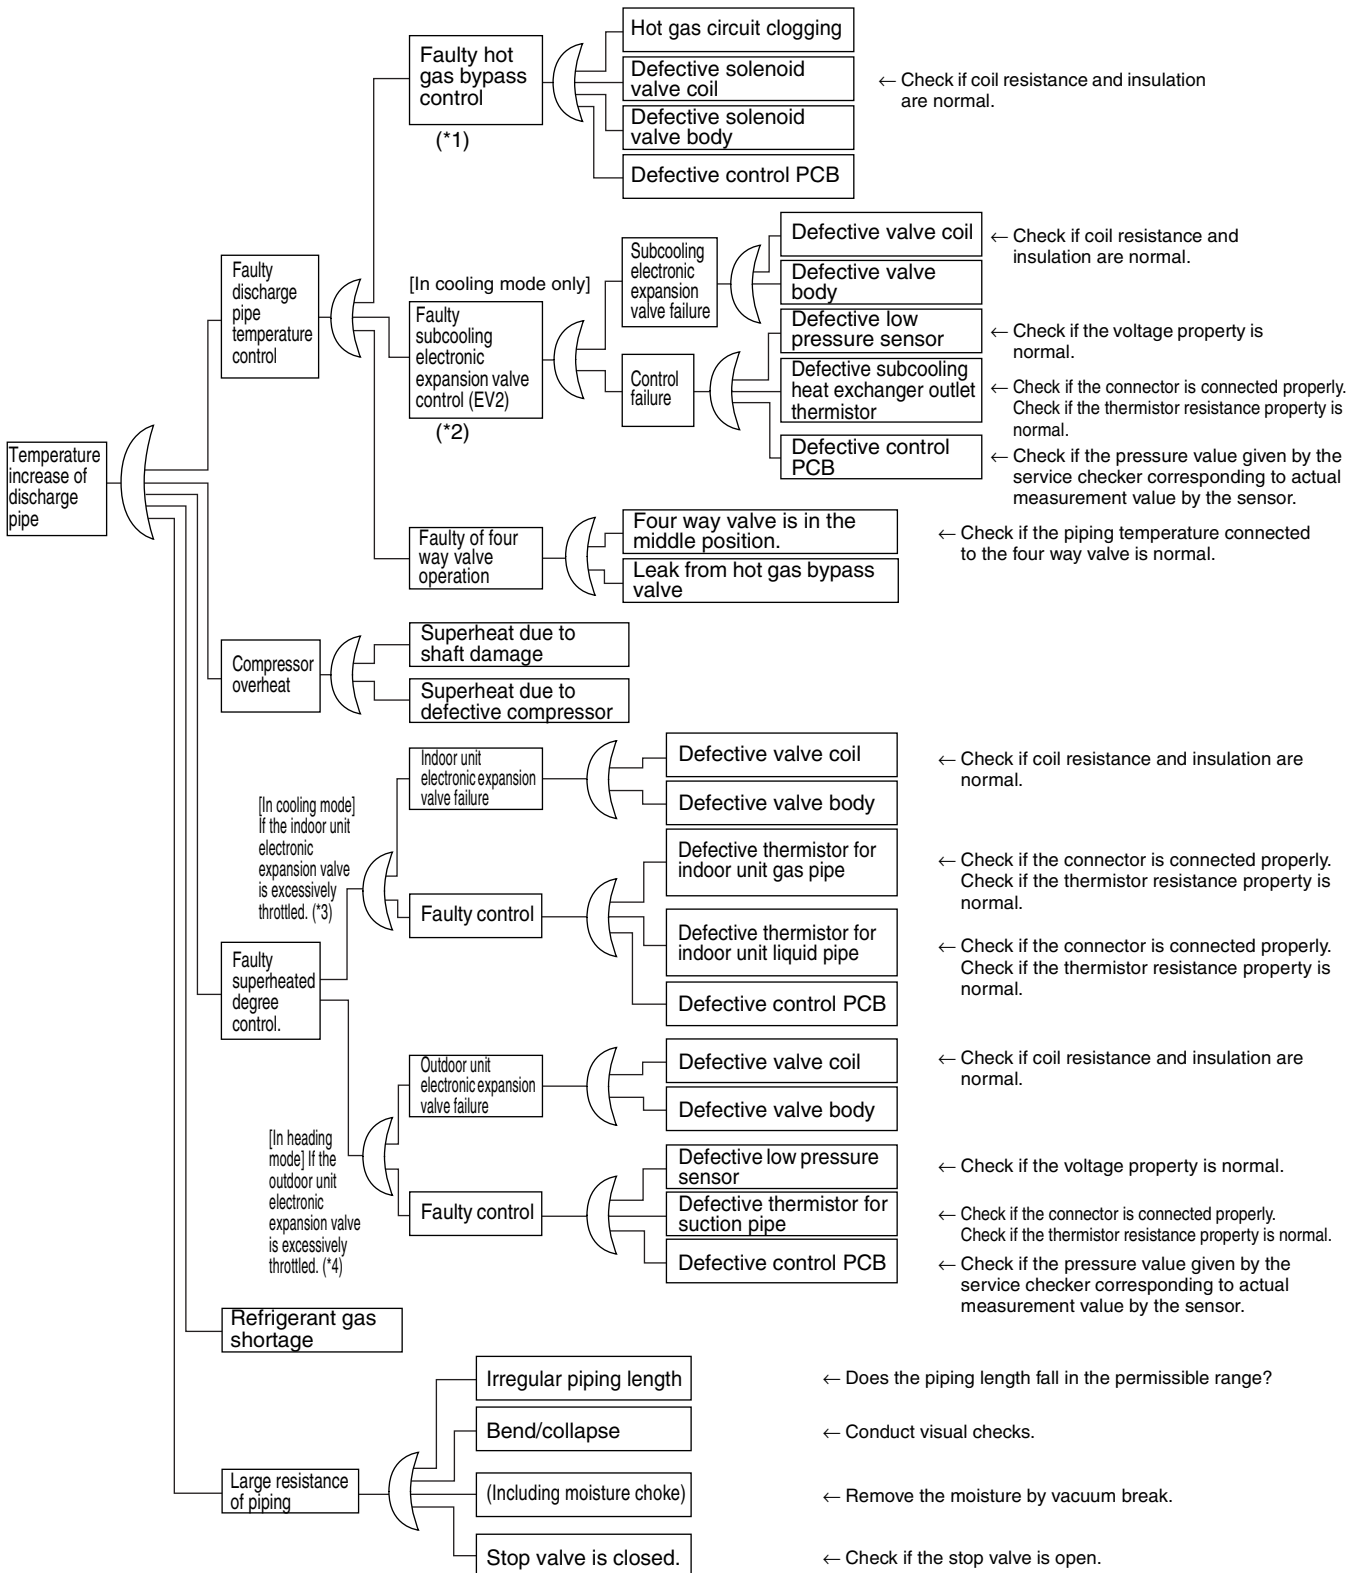 Temperature
increase of
discharge
pipe
Faulty
discharge
pipe
temperature
control
Faulty hot
gas bypass
control
(*1)
Hot gas circuit clogging
Defective solenoid
valve coil
← Check if coil resistance and insulation
are normal.
Defective solenoid
valve body
Defective control PCB
[In cooling mode only]
Faulty
subcooling
electronic
expansion valve
control (EV2)
(*2)
Subcooling
electronic
expansion
valve failure
Defective valve coil
← Check if coil resistance and
insulation are normal.
Defective valve
body
Control
failure
Defective low
pressure sensor
← Check if the voltage property is
normal.
Defective subcooling
heat exchanger outlet
thermistor
← Check if the connector is connected properly.
Check if the thermistor resistance property is
normal.
Defective control
PCB
← Check if the pressure value given by the
service checker corresponding to actual
measurement value by the sensor.
Faulty of four
way valve
operation
Four way valve is in the
middle position.
← Check if the piping temperature connected
to the four way valve is normal.
Leak from hot gas bypass
valve
Compressor
overheat
Superheat due to
shaft damage
Superheat due to
defective compressor
Faulty
superheated
degree
control.
[In cooling mode]
If the indoor unit
electronic
expansion valve
is excessively
throttled. (*3)
Indoor unit
electronic expansion
valve failure
Defective valve coil
← Check if coil resistance and insulation are
normal.
Defective valve body
Faulty control
Defective thermistor for
indoor unit gas pipe
← Check if the connector is connected properly.
Check if the thermistor resistance property is
normal.
Defective thermistor for
indoor unit liquid pipe
← Check if the connector is connected properly.
Check if the thermistor resistance property is
normal.
Defective control PCB
[In heading
mode] If the
outdoor unit
electronic
expansion valve
is excessively
throttled. (*4)
Outdoor unit
electronic expansion
valve failure
Defective valve coil
← Check if coil resistance and insulation are
normal.
Defective valve body
Faulty control
Defective low pressure
sensor
← Check if the voltage property is normal.
Defective thermistor for
suction pipe
← Check if the connector is connected properly.
Check if the thermistor resistance property is normal.
Defective control PCB
← Check if the pressure value given by the
service checker corresponding to actual
measurement value by the sensor.
Refrigerant gas
shortage
Large resistance
of piping
Irregular piping length
← Does the piping length fall in the permissible range?
Bend/collapse
← Conduct visual checks.
(Including moisture choke)
← Remove the moisture by vacuum break.
Stop valve is closed.
← Check if the stop valve is open.